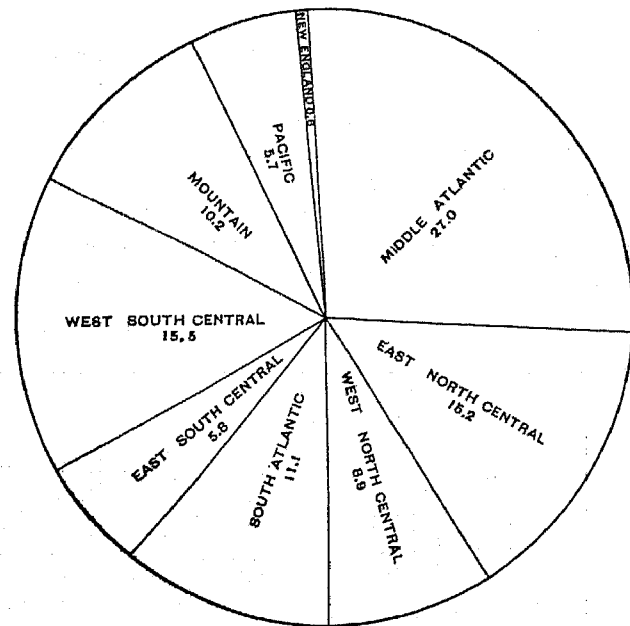 NEW ENGLAND 0.6
MIDDLE ATLANTIC
27.0
EAST NORTH CENTRAL
15.2
WEST NORTH CENTRAL
8.9
SOUTH ATLANTIC
11.1
EAST SOUTH CENTRAL
5.8
WEST SOUTH CENTRAL
15.5
MOUNTAIN
10.2
PACIFIC
5.7